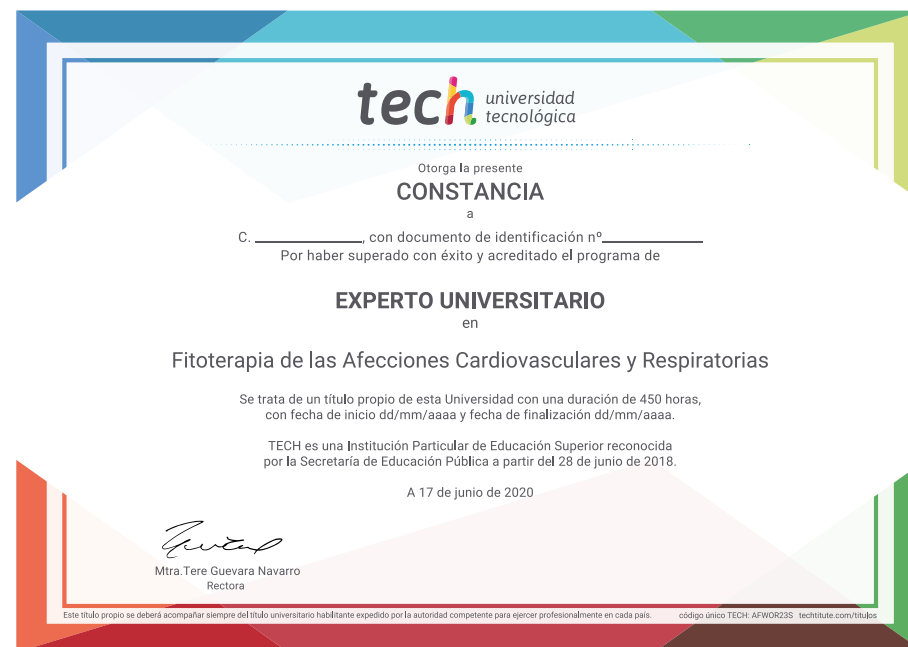 tech universidad
tecnológica
Otorga la presente
CONSTANCIA
a
C. ____________, con documento de identificación nº____________
Por haber superado con éxito y acreditado el programa de
EXPERTO UNIVERSITARIO
en
Fitoterapia de las Afecciones Cardiovasculares y Respiratorias
Se trata de un título propio de esta Universidad con una duración de 450 horas,
con fecha de inicio dd/mm/aaaa y fecha de finalización dd/mm/aaaa.
TECH es una Institución Particular de Educación Superior reconocida
por la Secretaría de Educación Pública a partir del 28 de junio de 2018.
A 17 de junio de 2020
Mtra.Tere Guevara Navarro
Rectora
Este título propio se deberá acompañar siempre del título universitario habilitante expedido por la autoridad competente para ejercer profesionalmente en cada país. código único TECH: AFWOR23S techtitute.com/titulos